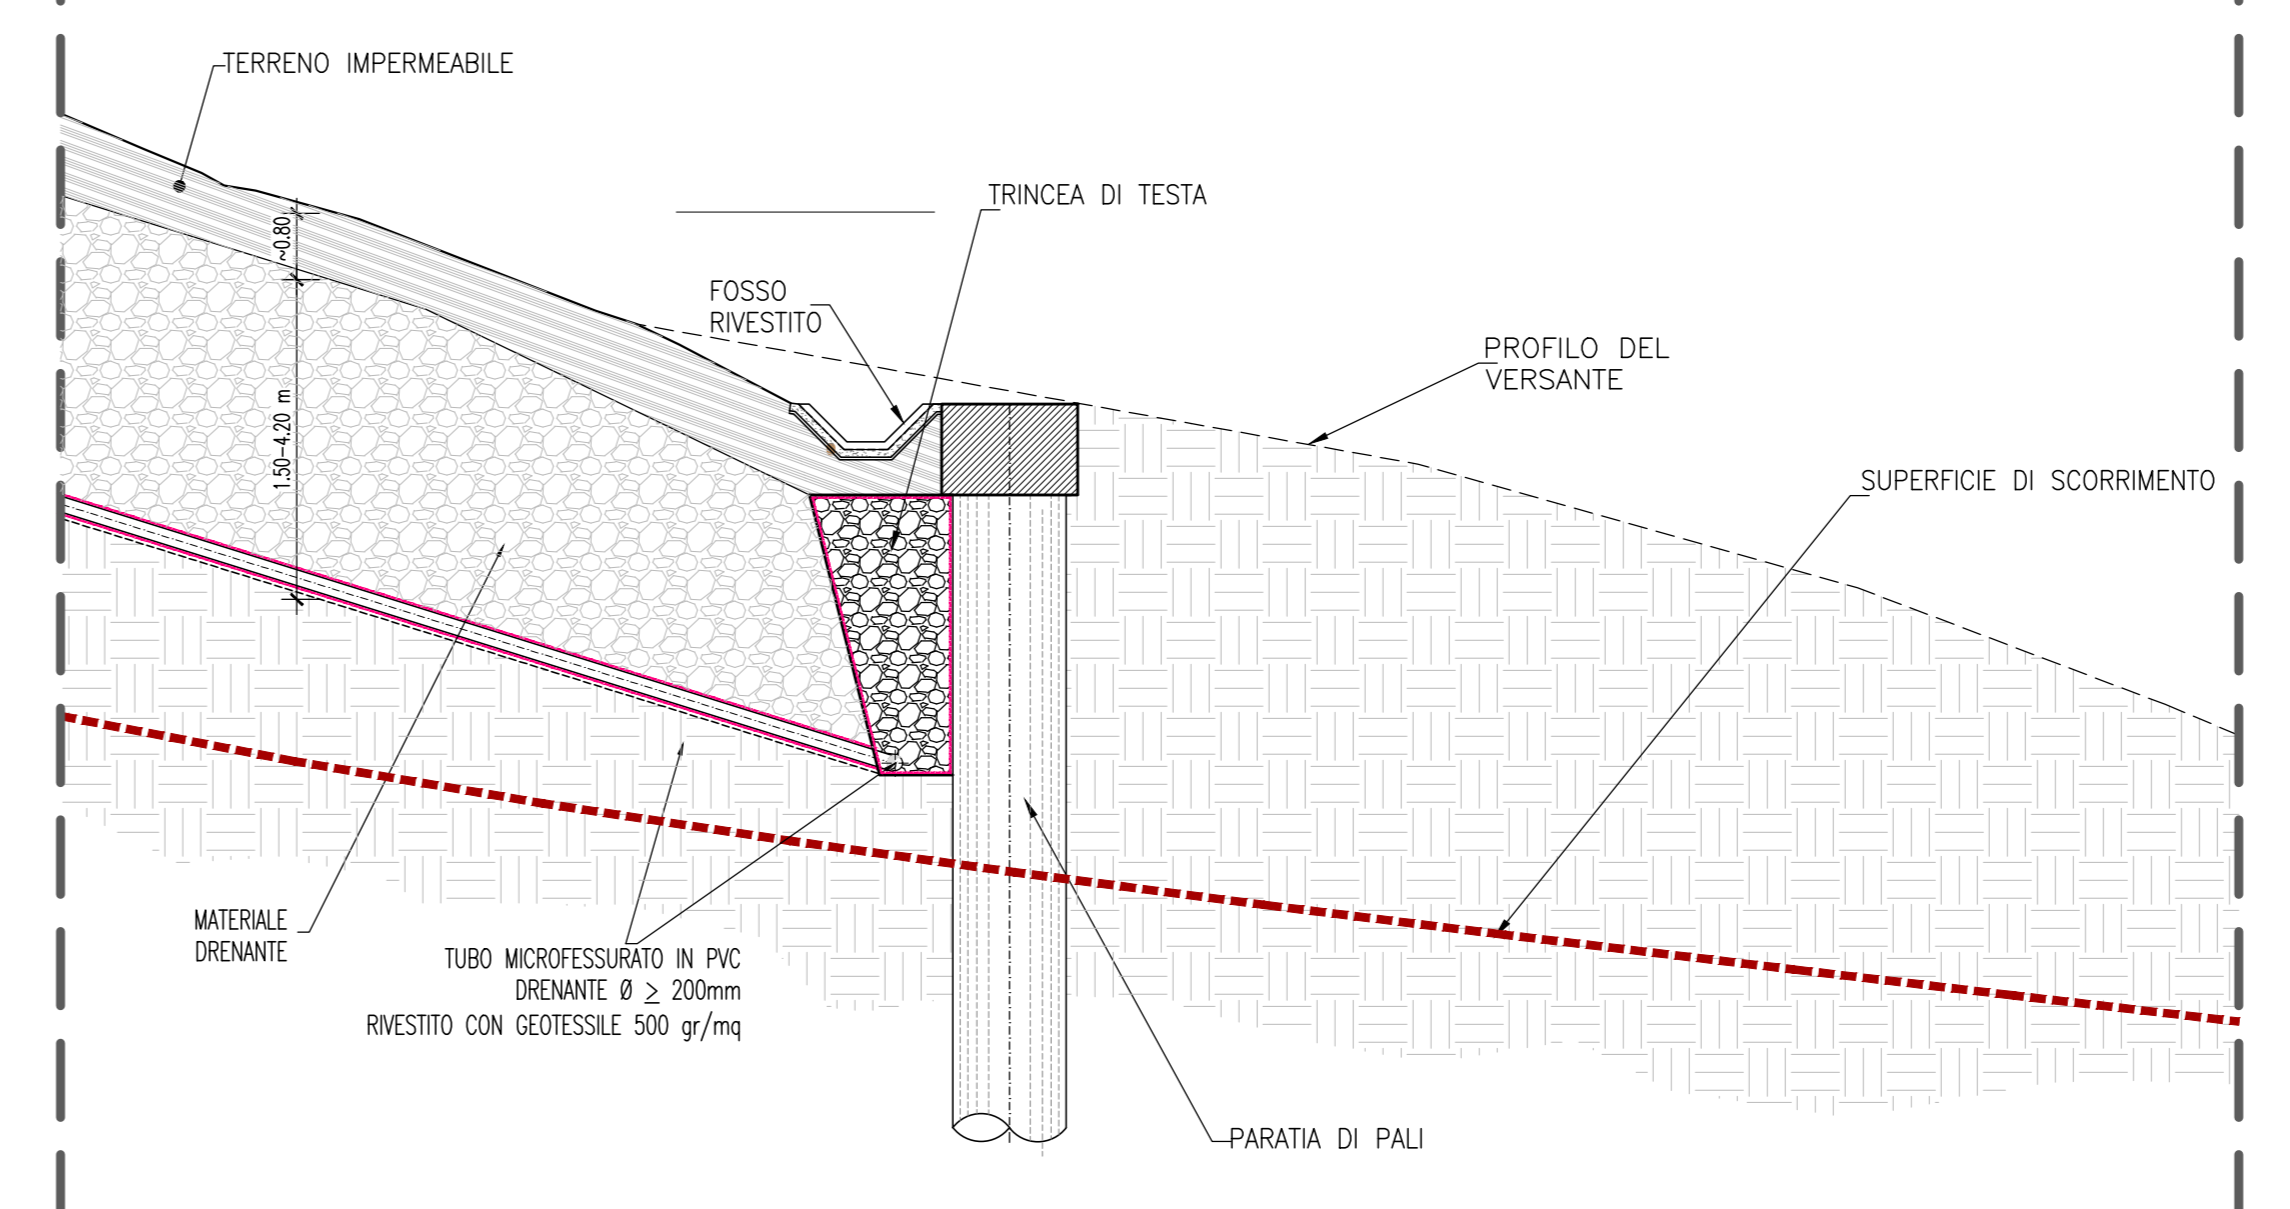 TERRENO IMPERMEABILE
TRINCEA DI TESTA
~0.80
FOSSO
RIVESTITO
PROFILO DEL
VERSANTE
1.50-4.20 m
SUPERFICIE DI SCORRIMENTO
MATERIALE
DRENANTE
TUBO MICROFESSURATO IN PVC
DRENANTE Ø ≥ 200mm
RIVESTITO CON GEOTESSILE 500 gr/mq
PARATIA DI PALI